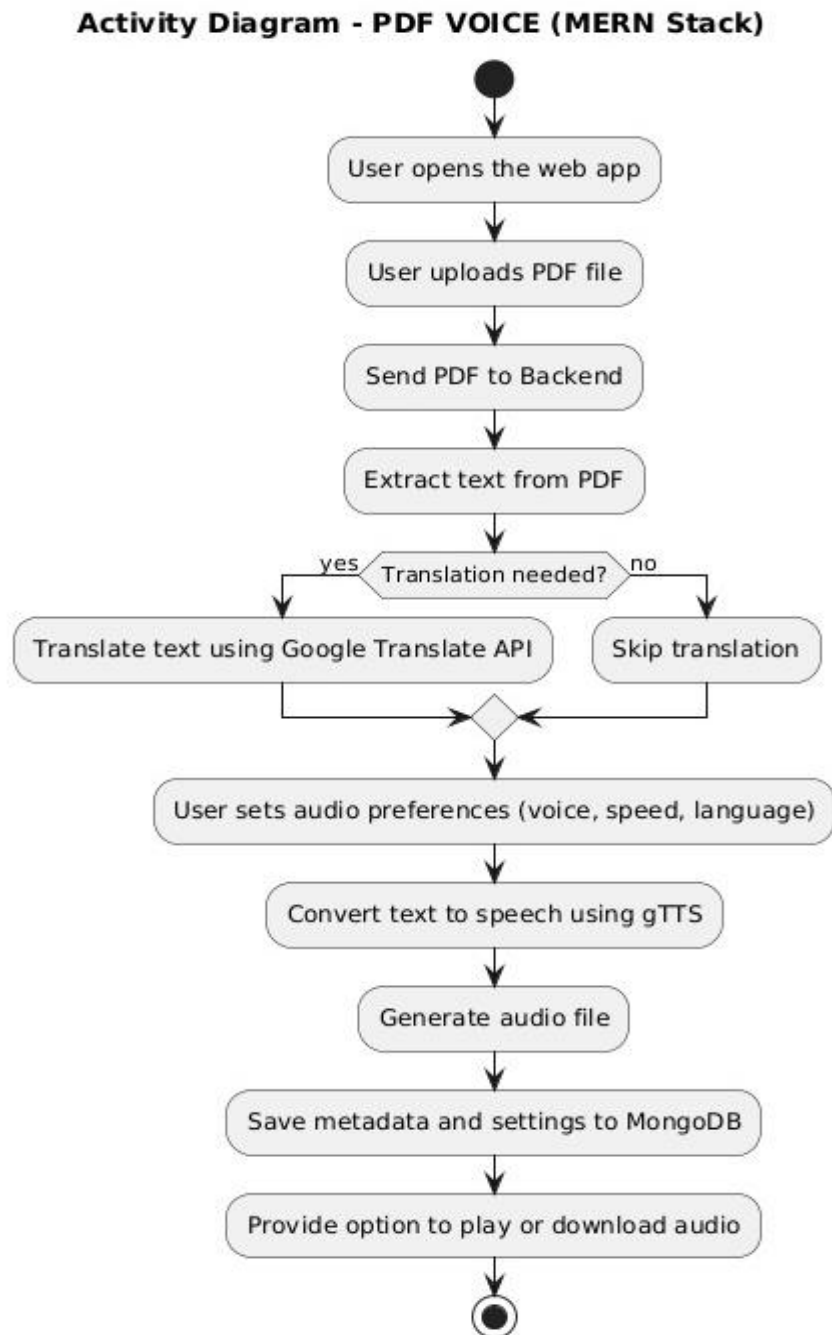 Activity Diagram - PDF VOICE (MERN Stack)
User opens the web app
User uploads PDF file
Send PDF to Backend
Extract text from PDF
yes
Translation needed?
no
Translate text using Google Translate API
Skip translation
User sets audio preferences (voice, speed, language)
Convert text to speech using gTTS
Generate audio file
Save metadata and settings to MongoDB
Provide option to play or download audio